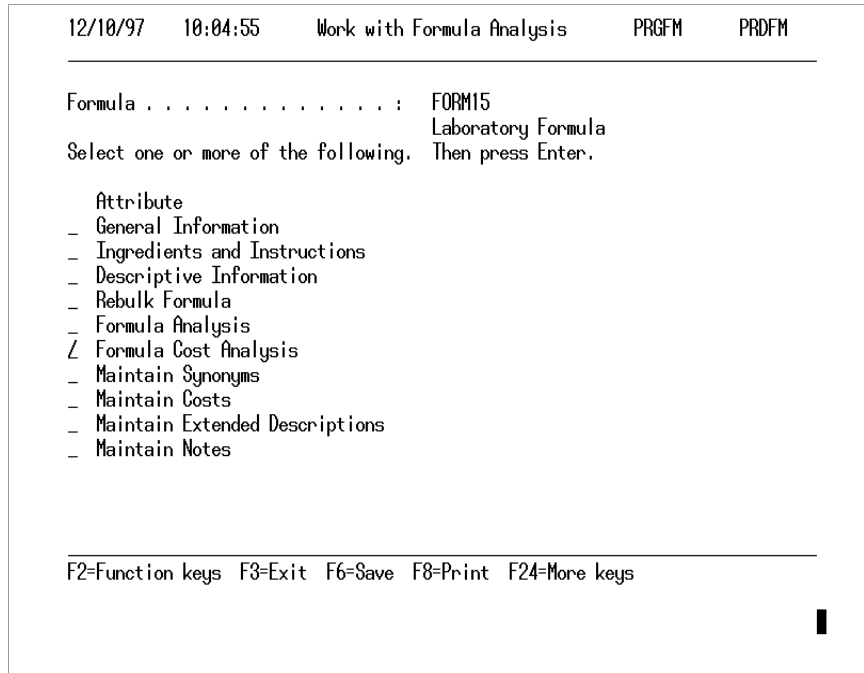 12/10/97 10:04:55 Work with Formula Analysis PRGFM PRDFM
Formula . . . . . . . . . . . . . . : FORM15
Laboratory Formula
Select one or more of the following. Then press Enter.
Attribute
_ General Information
_ Ingredients and Instructions
_ Descriptive Information
_ Rebulk Formula
_ Formula Analysis
/ Formula Cost Analysis
_ Maintain Synonyms
_ Maintain Costs
_ Maintain Extended Descriptions
_ Maintain Notes
F2=Function keys F3=Exit F6=Save F8=Print F24=More keys